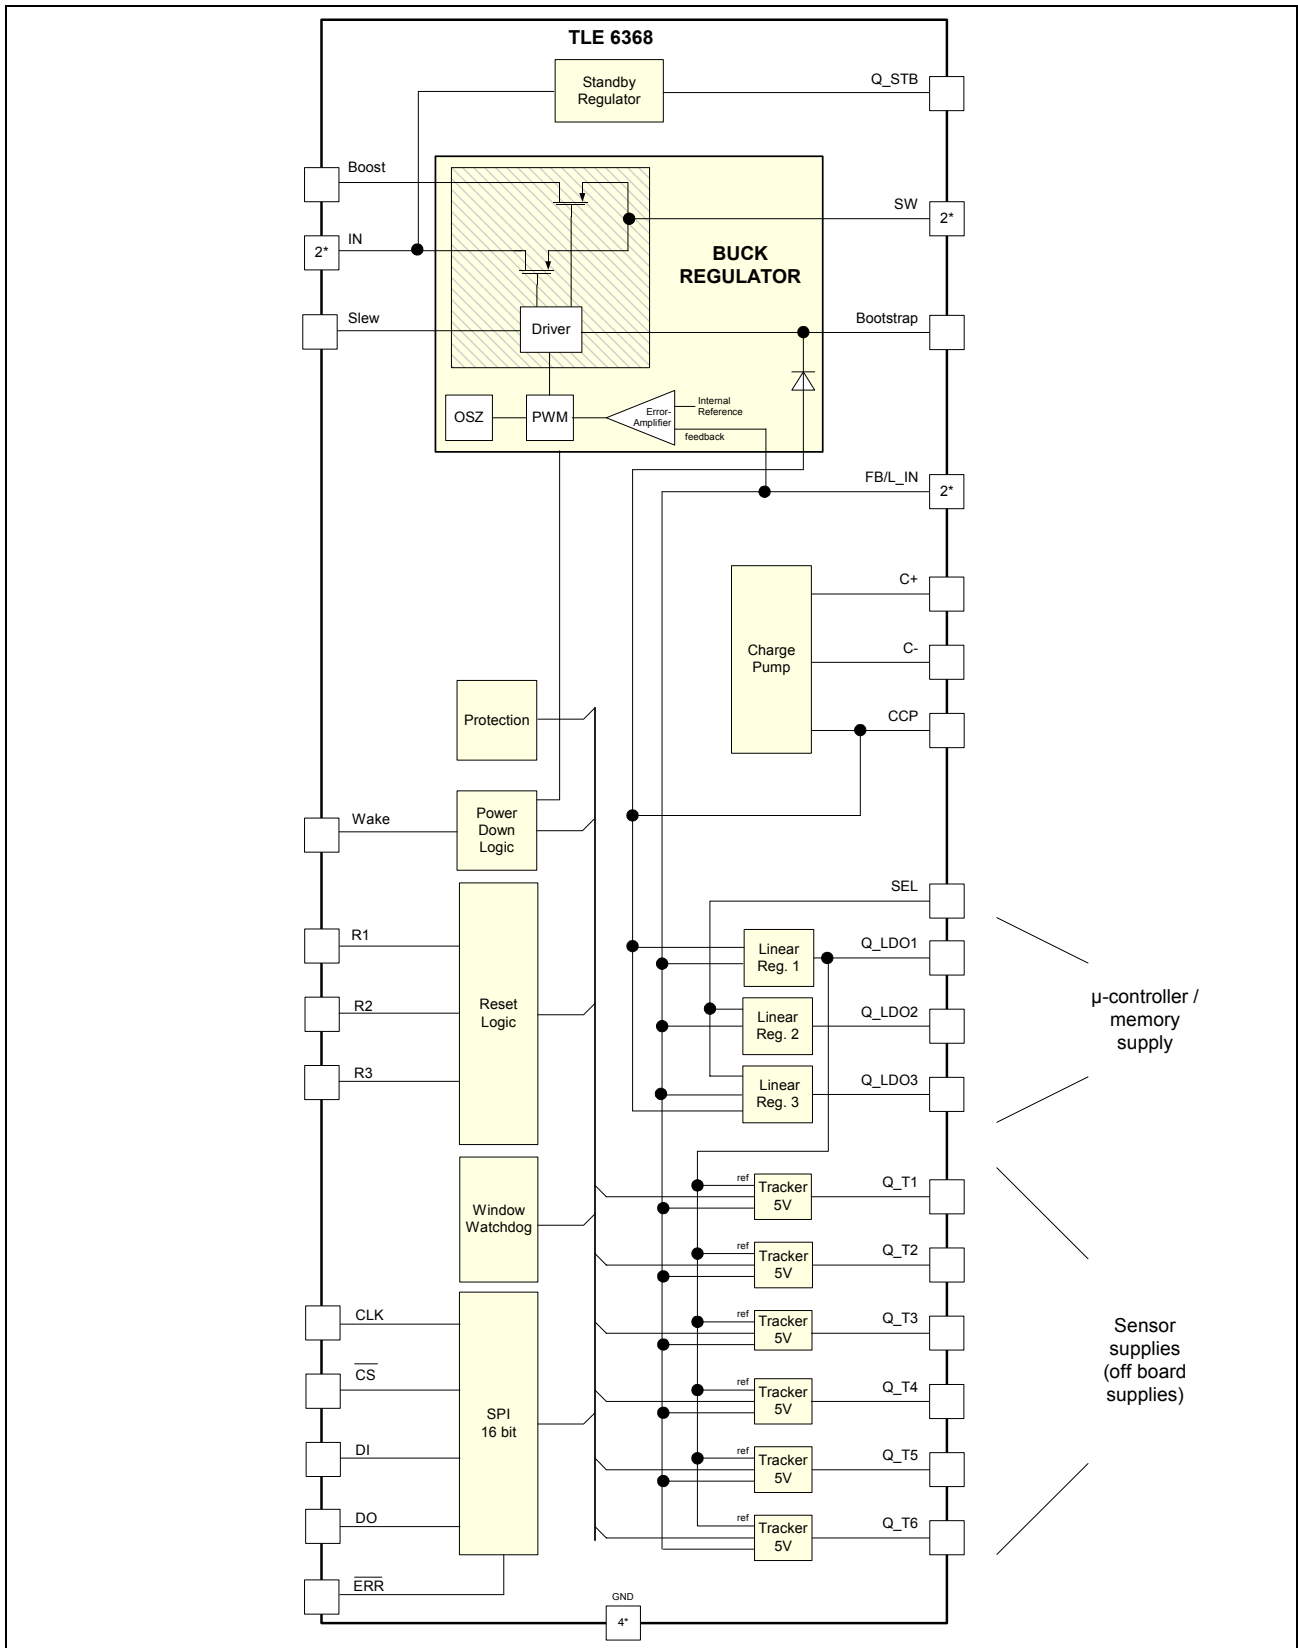 TLE 6368
Standby
Regulator
Q_STB
Boost
SW
2*
IN
2*
BUCK
REGULATOR
Slew
Driver
Bootstrap
OSZ
PWM
Error-
Amplifier
Internal
Reference
feedback
FB/L_IN
2*
C+
Charge
Pump
C-
CCP
Protection
Wake
Power
Down
Logic
SEL
R1
Linear
Reg. 1
Q_LDO1
R2
Reset
Logic
Linear
Reg. 2
Q_LDO2
R3
Linear
Reg. 3
Q_LDO3
µ-controller /
memory
supply
Window
Watchdog
ref
Tracker
5V
Q_T1
ref
Tracker
5V
Q_T2
CLK
ref
Tracker
5V
Q_T3
CS
SPI
16 bit
ref
Tracker
5V
Q_T4
DI
ref
Tracker
5V
Q_T5
DO
ref
Tracker
5V
Q_T6
Sensor
supplies
(off board
supplies)
ERR
GND
4*